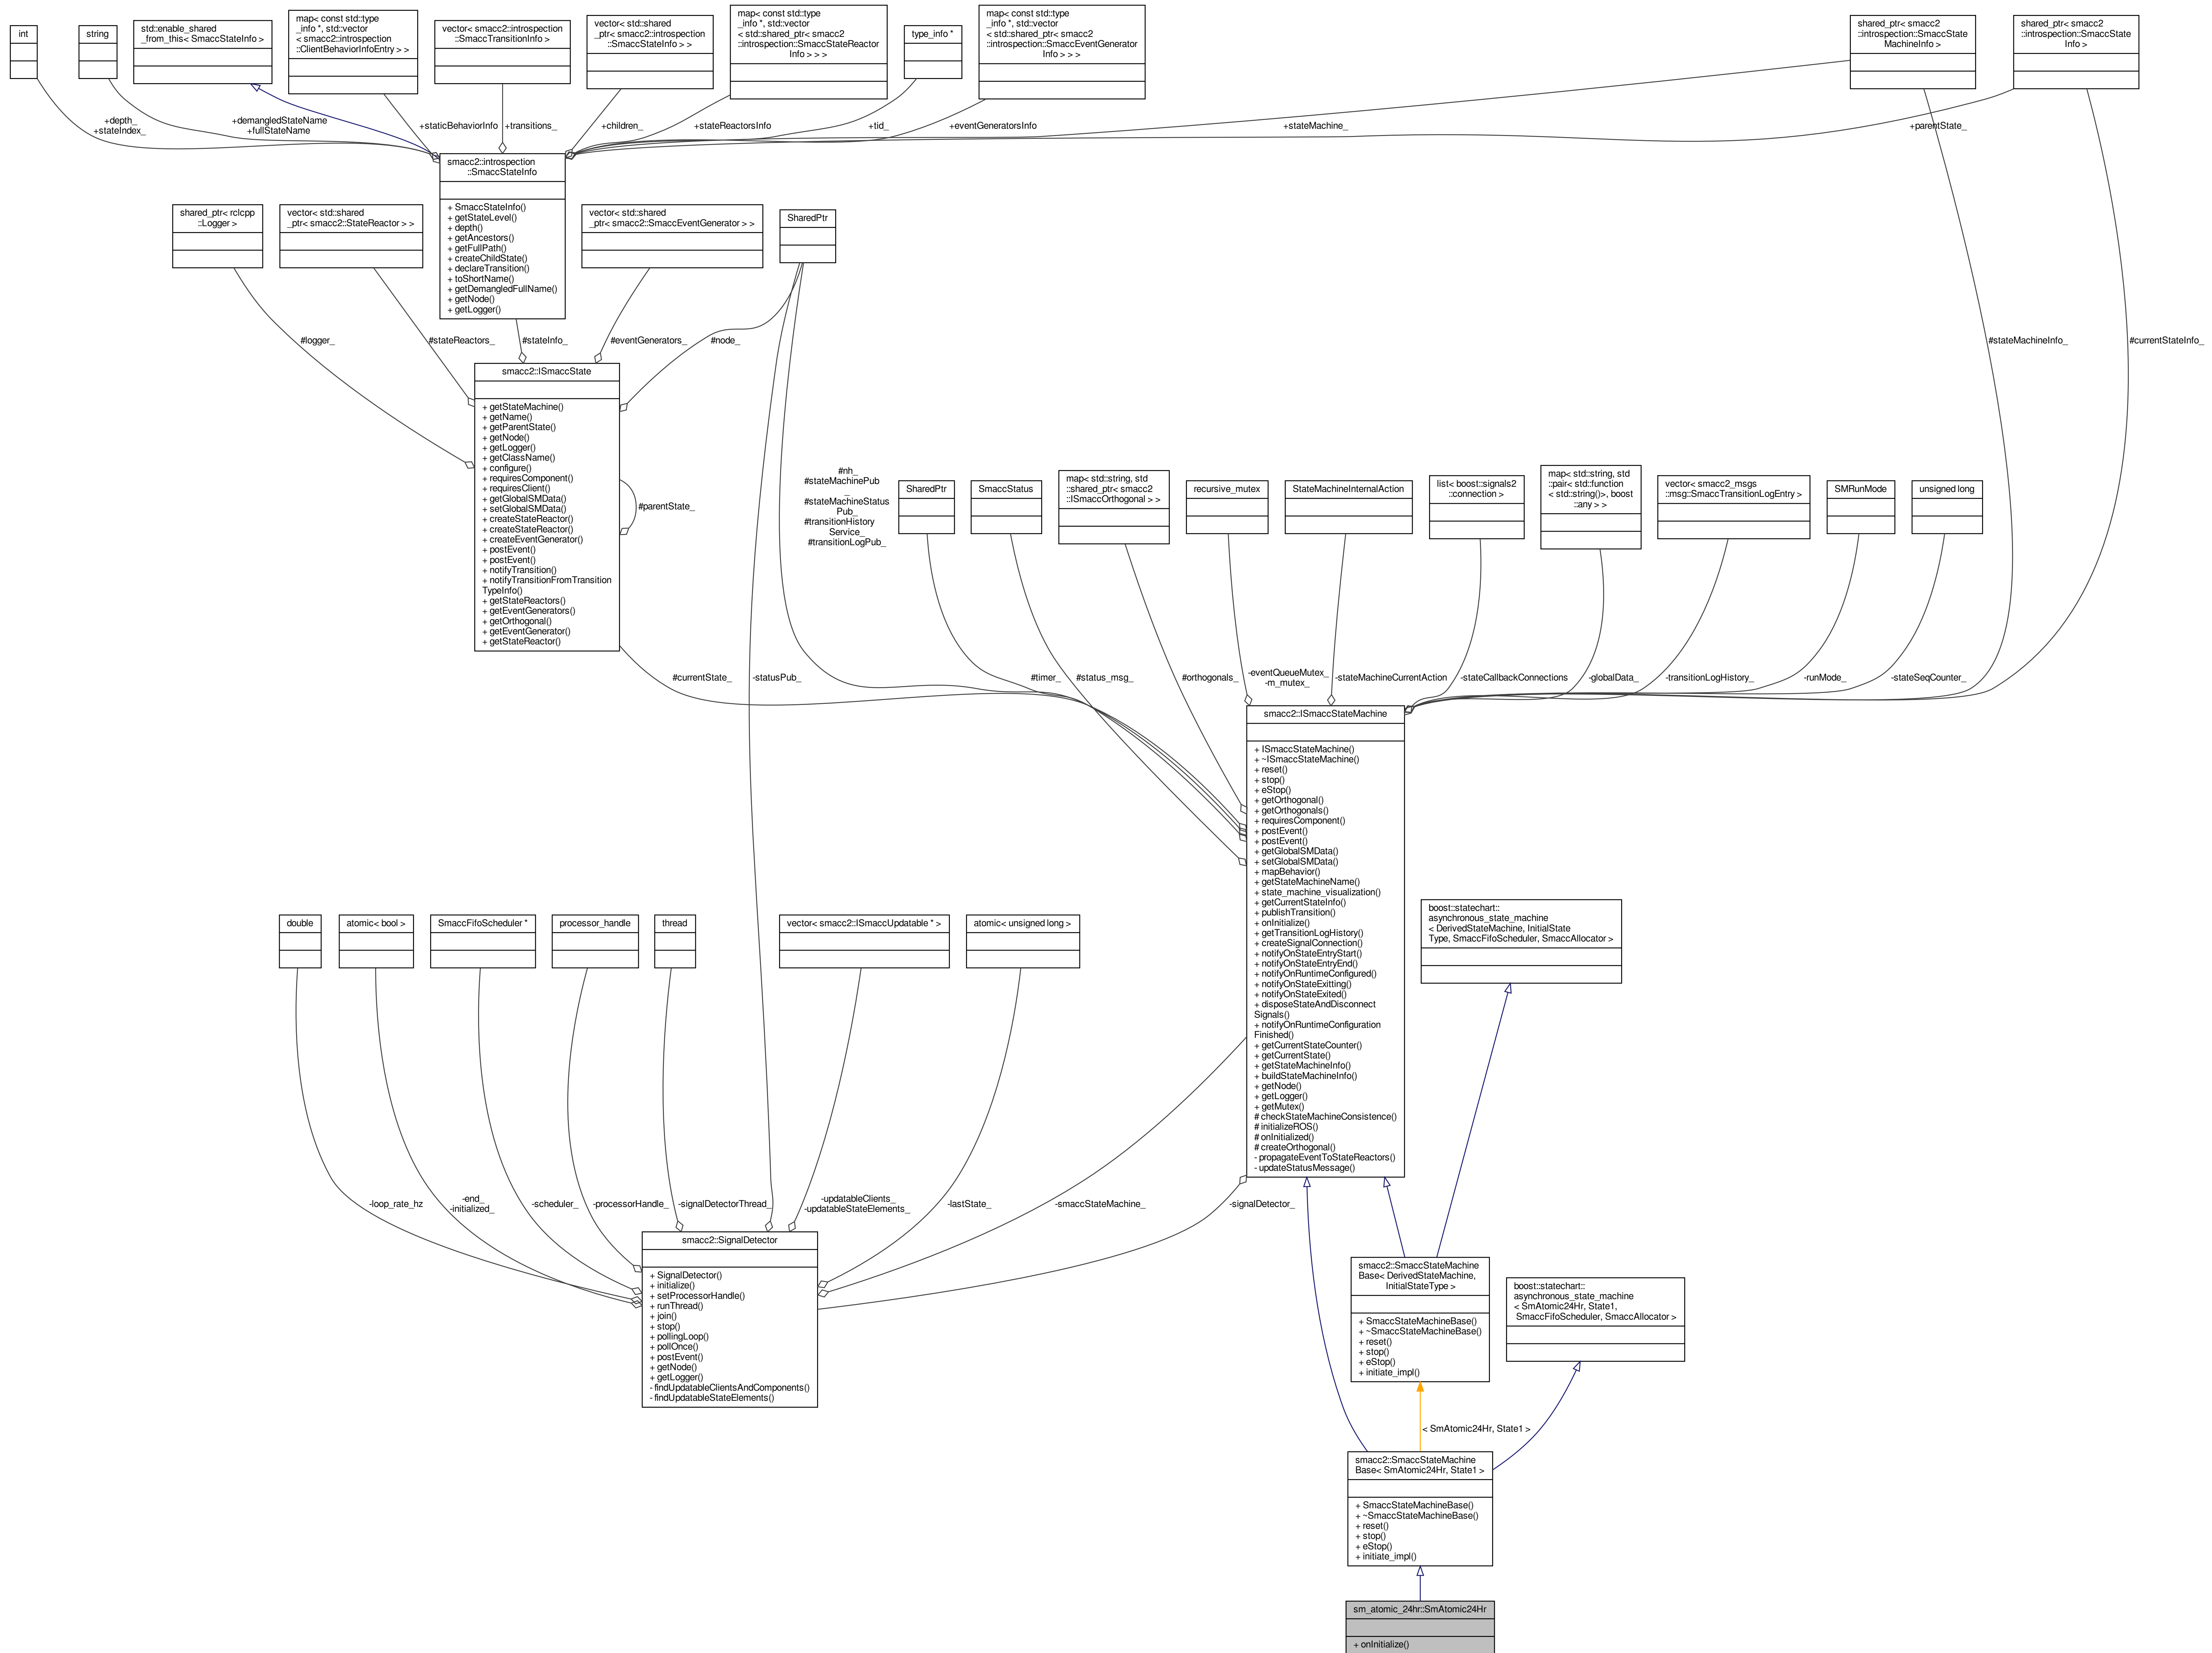 int
string
std::enable_shared
_from_this< SmaccStateInfo >
map< const std::type
_info *, std::vector
< smacc2::introspection
::ClientBehaviorInfoEntry > >
vector< smacc2::introspection
::SmaccTransitionInfo >
vector< std::shared
_ptr< smacc2::introspection
::SmaccStateInfo > >
map< const std::type
_info *, std::vector
< std::shared_ptr< smacc2
::introspection::SmaccStateReactor
Info > > >
type_info *
map< const std::type
_info *, std::vector
< std::shared_ptr< smacc2
::introspection::SmaccEventGenerator
Info > > >
shared_ptr< smacc2
::introspection::SmaccState
MachineInfo >
shared_ptr< smacc2
::introspection::SmaccState
Info >
+depth_
+stateIndex_
+demangledStateName
+fullStateName
+staticBehaviorInfo
+transitions_
+children_
+stateReactorsInfo
+tid_
+eventGeneratorsInfo
+stateMachine_
+parentState_
smacc2::introspection
::SmaccStateInfo
+ SmaccStateInfo()
+ getStateLevel()
+ depth()
+ getAncestors()
+ getFullPath()
+ createChildState()
+ declareTransition()
+ toShortName()
+ getDemangledFullName()
+ getNode()
+ getLogger()
shared_ptr< rclcpp
::Logger >
vector< std::shared
_ptr< smacc2::StateReactor > >
vector< std::shared
_ptr< smacc2::SmaccEventGenerator > >
SharedPtr
#logger_
#stateReactors_
#stateInfo_
#eventGenerators_
#node_
#stateMachineInfo_
#currentStateInfo_
smacc2::ISmaccState
+ getStateMachine()
+ getName()
+ getParentState()
+ getNode()
+ getLogger()
+ getClassName()
+ configure()
+ requiresComponent()
+ requiresClient()
+ getGlobalSMData()
+ setGlobalSMData()
+ createStateReactor()
+ createStateReactor()
+ createEventGenerator()
+ postEvent()
+ postEvent()
+ notifyTransition()
+ notifyTransitionFromTransition
TypeInfo()
+ getStateReactors()
+ getEventGenerators()
+ getOrthogonal()
+ getEventGenerator()
+ getStateReactor()
#parentState_
#nh_
#stateMachinePub
_
#stateMachineStatus
Pub_
#transitionHistory
Service_
#transitionLogPub_
SharedPtr
SmaccStatus
map< std::string, std
::shared_ptr< smacc2
::ISmaccOrthogonal > >
recursive_mutex
StateMachineInternalAction
list< boost::signals2
::connection >
map< std::string, std
::pair< std::function
< std::string()>, boost
::any > >
vector< smacc2_msgs
::msg::SmaccTransitionLogEntry >
SMRunMode
unsigned long
#currentState_
-statusPub_
#timer_
#status_msg_
#orthogonals_
-eventQueueMutex_
-m_mutex_
-stateMachineCurrentAction
-stateCallbackConnections
-globalData_
-transitionLogHistory_
-runMode_
-stateSeqCounter_
smacc2::ISmaccStateMachine
+ ISmaccStateMachine()
+ ~ISmaccStateMachine()
+ reset()
+ stop()
+ eStop()
+ getOrthogonal()
+ getOrthogonals()
+ requiresComponent()
+ postEvent()
+ postEvent()
+ getGlobalSMData()
+ setGlobalSMData()
+ mapBehavior()
+ getStateMachineName()
+ state_machine_visualization()
+ getCurrentStateInfo()
+ publishTransition()
+ onInitialize()
+ getTransitionLogHistory()
+ createSignalConnection()
+ notifyOnStateEntryStart()
+ notifyOnStateEntryEnd()
+ notifyOnRuntimeConfigured()
+ notifyOnStateExitting()
+ notifyOnStateExited()
+ disposeStateAndDisconnect
Signals()
+ notifyOnRuntimeConfiguration
Finished()
+ getCurrentStateCounter()
+ getCurrentState()
+ getStateMachineInfo()
+ buildStateMachineInfo()
+ getNode()
+ getLogger()
+ getMutex()
# checkStateMachineConsistence()
# initializeROS()
# onInitialized()
# createOrthogonal()
- propagateEventToStateReactors()
- updateStatusMessage()
double
atomic< bool >
SmaccFifoScheduler *
processor_handle
thread
vector< smacc2::ISmaccUpdatable * >
atomic< unsigned long >
boost::statechart::
asynchronous_state_machine
< DerivedStateMachine, InitialState
Type, SmaccFifoScheduler, SmaccAllocator >
-loop_rate_hz
-end_
-initialized_
-scheduler_
-processorHandle_
-signalDetectorThread_
-updatableClients_
-updatableStateElements_
-lastState_
-smaccStateMachine_
-signalDetector_
smacc2::SignalDetector
+ SignalDetector()
+ initialize()
+ setProcessorHandle()
+ runThread()
+ join()
+ stop()
+ pollingLoop()
+ pollOnce()
+ postEvent()
+ getNode()
+ getLogger()
- findUpdatableClientsAndComponents()
- findUpdatableStateElements()
smacc2::SmaccStateMachine
Base< DerivedStateMachine,
InitialStateType >
+ SmaccStateMachineBase()
+ ~SmaccStateMachineBase()
+ reset()
+ stop()
+ eStop()
+ initiate_impl()
boost::statechart::
asynchronous_state_machine
< SmAtomic24Hr, State1,
SmaccFifoScheduler, SmaccAllocator >
< SmAtomic24Hr, State1 >
smacc2::SmaccStateMachine
Base< SmAtomic24Hr, State1 >
+ SmaccStateMachineBase()
+ ~SmaccStateMachineBase()
+ reset()
+ stop()
+ eStop()
+ initiate_impl()
sm_atomic_24hr::SmAtomic24Hr
+ onInitialize()